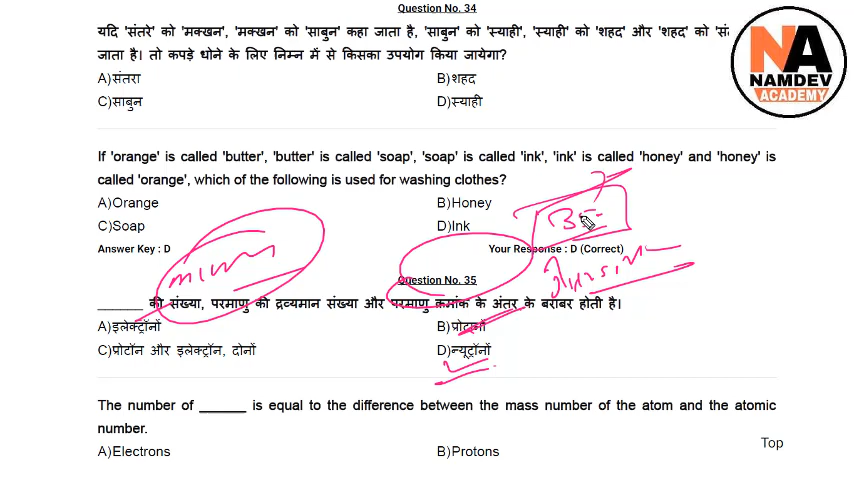 Question No. 34
यदि 'संतरे' को 'मक्खन', 'मक्खन' को 'साबुन' कहा जाता है, 'साबुन' को 'स्याही', 'स्याही' को 'शहद' और 'शहद' को 'सं
जाता है। तो कपड़े धोने के लिए निम्न में से किसका उपयोग किया जायेगा?
A)संतरा
B)शहद
C)साबुन
D)स्याही
NA
NAMDEV
ACADEMY
If 'orange' is called 'butter', 'butter' is called 'soap', 'soap' is called 'ink', 'ink' is called 'honey' and 'honey' is
called 'orange', which of the following is used for washing clothes?
A)Orange
B)Honey
C)Soap
D)Ink
Answer Key : D
Your Response : D (Correct)
Question No. 35
______ की संख्या, परमाणु की द्रव्यमान संख्या और परमाणु क्रमांक के अंतर के बराबर होती है।
A)इलेक्ट्रॉनों
B)प्रोटॉनों
C)प्रोटॉन और इलेक्ट्रॉन, दोनों
D)न्यूट्रॉनों
The number of ______ is equal to the difference between the mass number of the atom and the atomic
number.
A)Electrons
B)Protons
Top